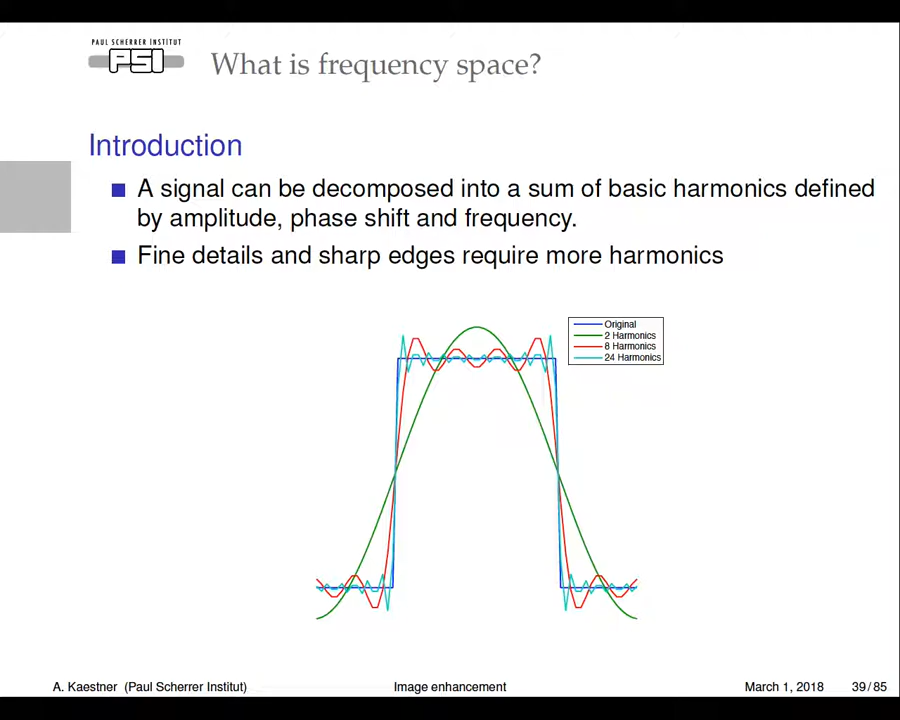 PAUL SCHERRER INSTITUT
PSI
What is frequency space?
Introduction
A signal can be decomposed into a sum of basic harmonics defined
by amplitude, phase shift and frequency.
Fine details and sharp edges require more harmonics
Original
2 Harmonics
8 Harmonics
24 Harmonics
A. Kaestner (Paul Scherrer Institut) Image enhancement March 1, 2018 39 / 85